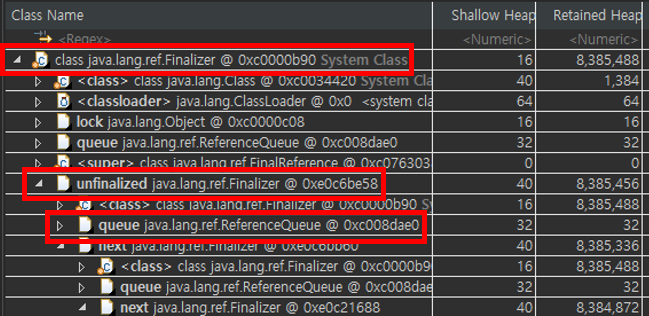 Class Name Shallow Heap Retained Heap
<Regex> <Numeric> <Numeric>
class java.lang.ref.Finalizer @ 0xc0000b90 System Class 16 8,385,488
<class> class java.lang.Class @ 0xc0034420 System Class 40 1,384
<classloader> java.lang.ClassLoader @ 0x0 <system clas 64 64
lock java.lang.Object @ 0xc0000c08 16 16
queue java.lang.ref.ReferenceQueue @ 0xc008dae0 32 32
<super> class java.lang.ref.FinalReference @ 0xc076303 0 0
unfinalized java.lang.ref.Finalizer @ 0xe0c6be58 40 8,385,456
<class> class java.lang.ref.Finalizer @ 0xc0000b90 Sy 16 8,385,488
queue java.lang.ref.ReferenceQueue @ 0xc008dae0 32 32
next java.lang.ref.Finalizer @ 0xe0c6bb60 40 8,385,336
<class> class java.lang.ref.Finalizer @ 0xc0000b9 16 8,385,488
queue java.lang.ref.ReferenceQueue @ 0xc008dae 32 32
next java.lang.ref.Finalizer @ 0xe0c21688 40 8,384,872